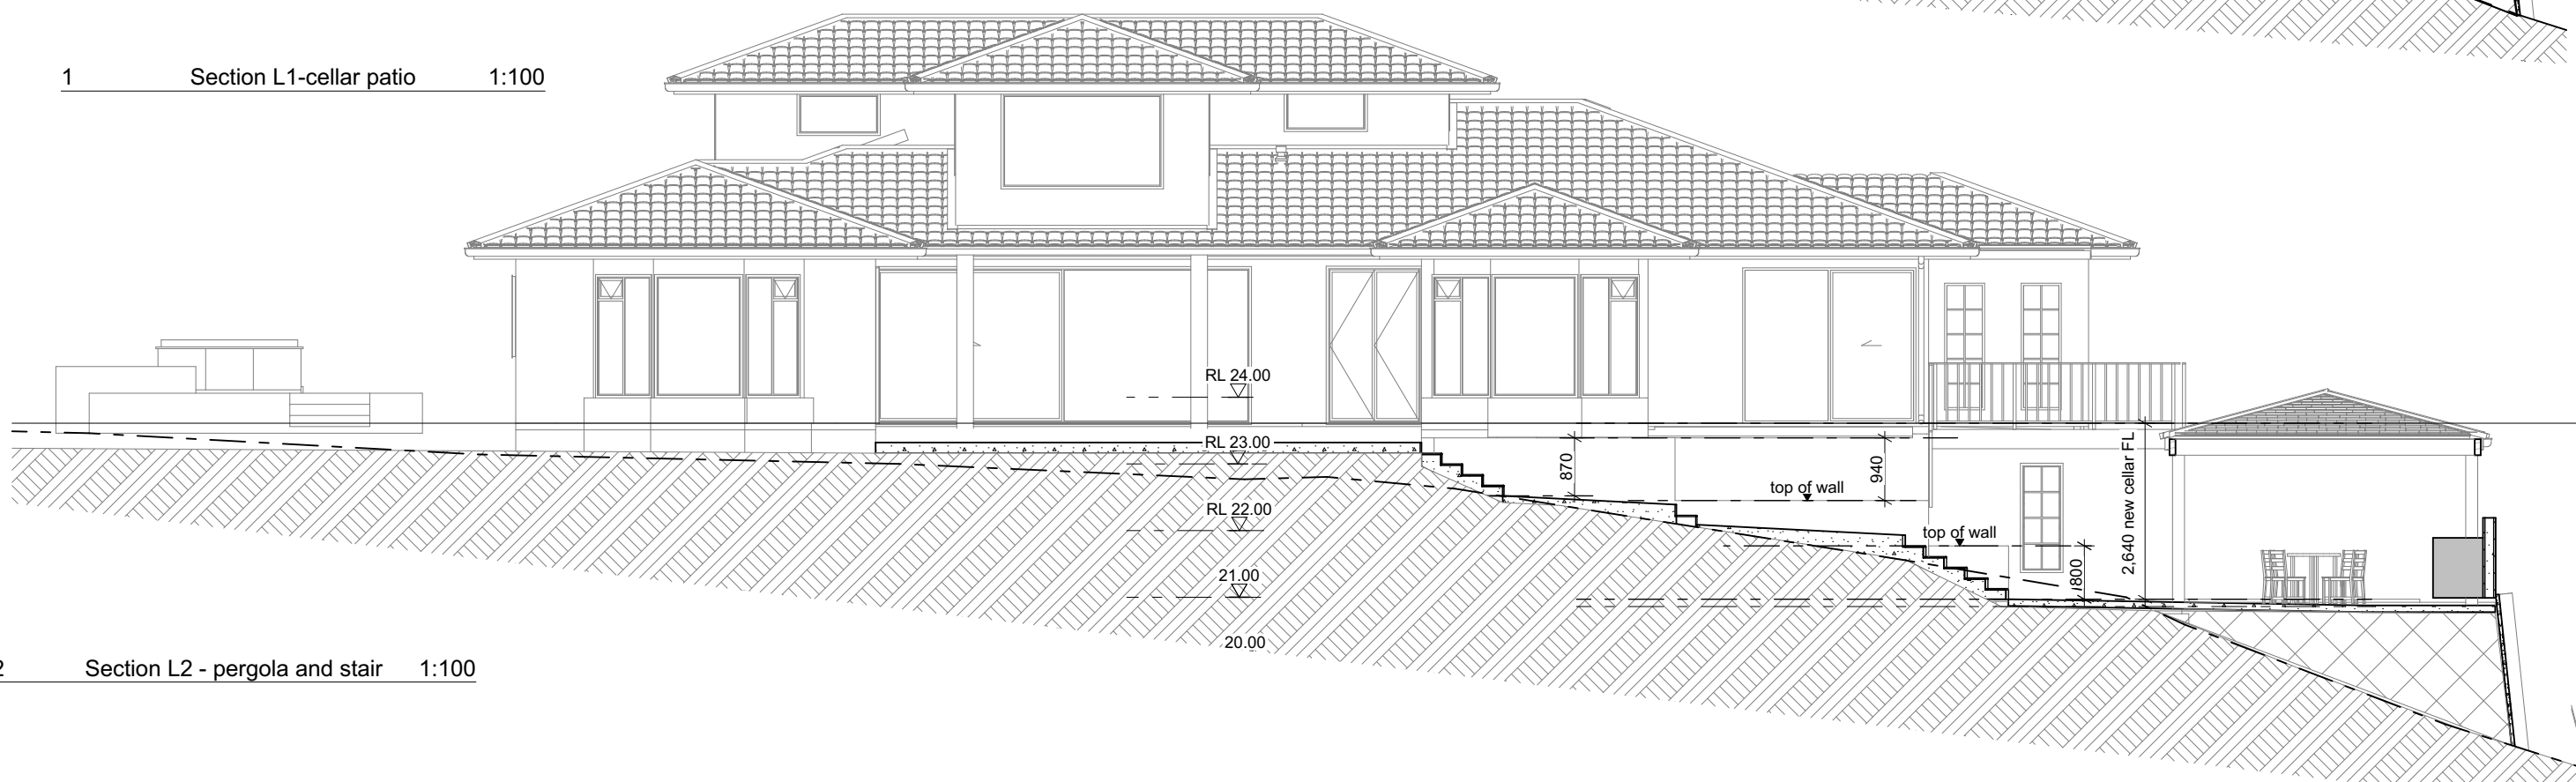 1 Section L1-cellar patio 1:100
RL 24.00
RL 23.00
870
940
2,640 new cellar FL
top of wall
RL 22.00
top of wall
800
21.00
20.00
2 Section L2 - pergola and stair 1:100